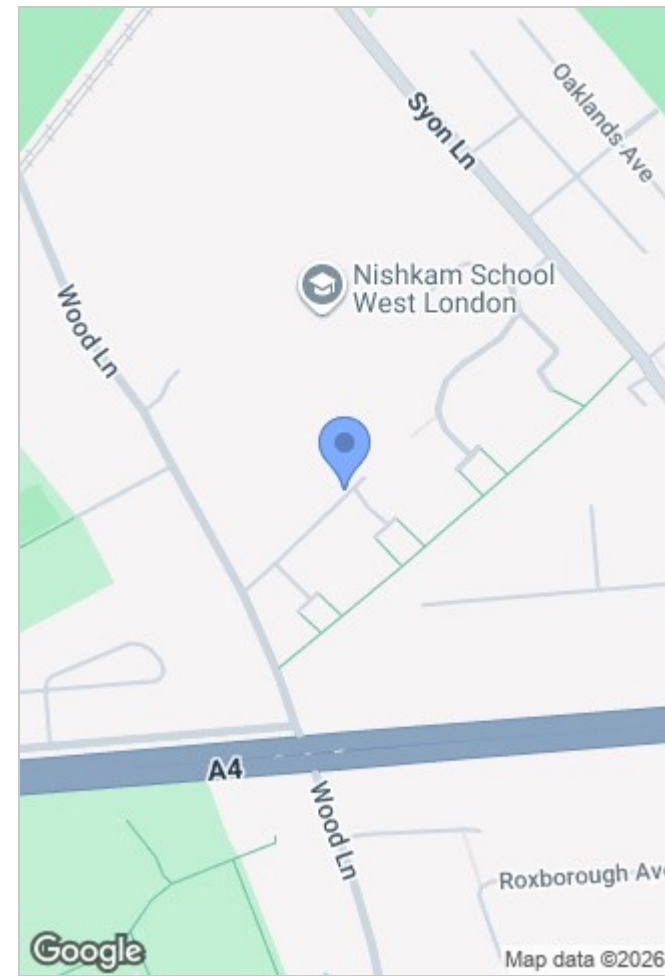 Syon Ln
Oaklands Ave
Nishkam School
West London
Wood Ln
A4
Wood Ln
Roxborough Ave
Google
Map data ©2026